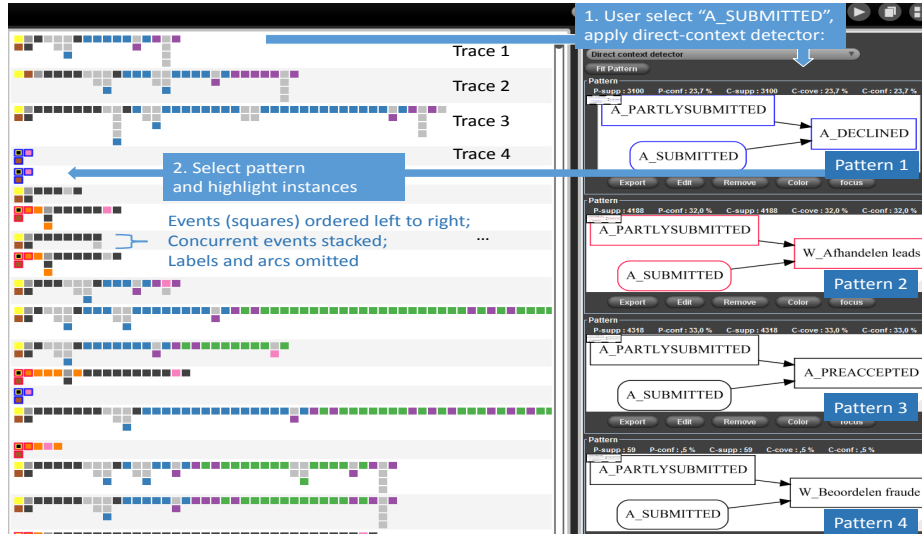 1. User select “A_SUBMITTED”,
apply direct-context detector:
Trace 1
Trace 2
Trace 3
Trace 4
2. Select pattern
and highlight instances
Events (squares) ordered left to right;
Concurrent events stacked;
Labels and arcs omitted
...
Direct context detector
Fit Pattern
Pattern
P-supp : 3100 P-conf : 23,7 % C-supp : 3100 C-cove : 23,7 % C-conf : 23,7 %
A_PARTLYSUBMITTED
A_DECLINED
A_SUBMITTED
Pattern 1
Export Edit Remove Color focus
Pattern
P-supp : 4188 P-conf : 32,0 % C-supp : 4188 C-cove : 32,0 % C-conf : 32,0 %
A_PARTLYSUBMITTED
W_Afhandelen leads
A_SUBMITTED
Pattern 2
Export Edit Remove Color focus
Pattern
P-supp : 4318 P-conf : 33,0 % C-supp : 4318 C-cove : 33,0 % C-conf : 33,0 %
A_PARTLYSUBMITTED
A_PREACCEPTED
A_SUBMITTED
Pattern 3
Export Edit Remove Color focus
Pattern
P-supp : 59 P-conf : ,5 % C-supp : 59 C-cove : ,5 % C-conf : ,5 %
A_PARTLYSUBMITTED
W_Beoordelen fraude
A_SUBMITTED
Pattern 4